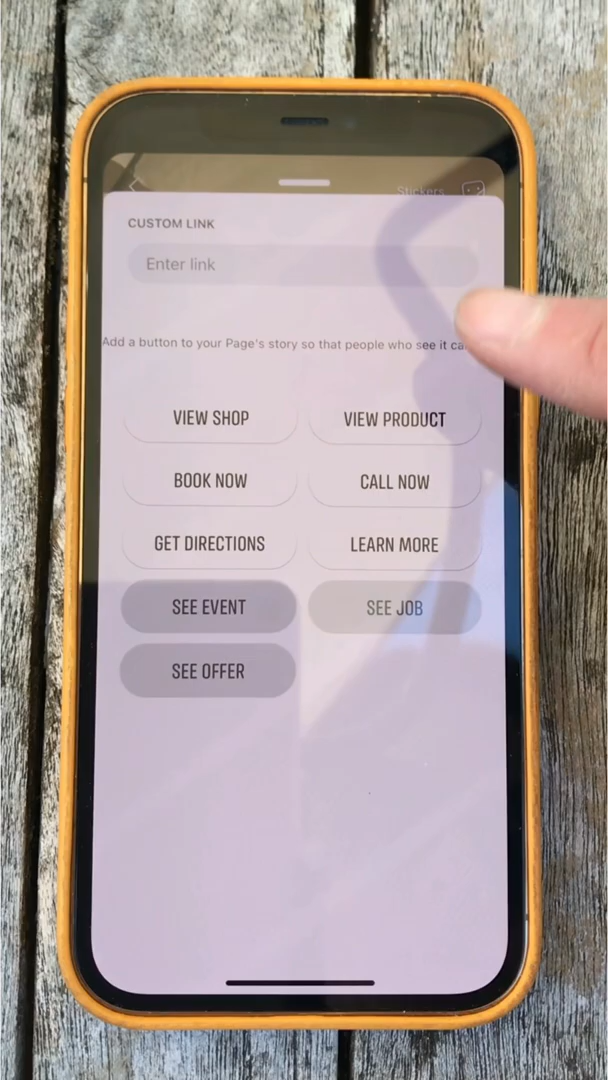 Stickers
CUSTOM LINK
Enter link
Add a button to your Page's story so that people who see it
VIEW SHOP
VIEW PRODUCT
BOOK NOW
CALL NOW
GET DIRECTIONS
LEARN MORE
SEE EVENT
SEE JOB
SEE OFFER